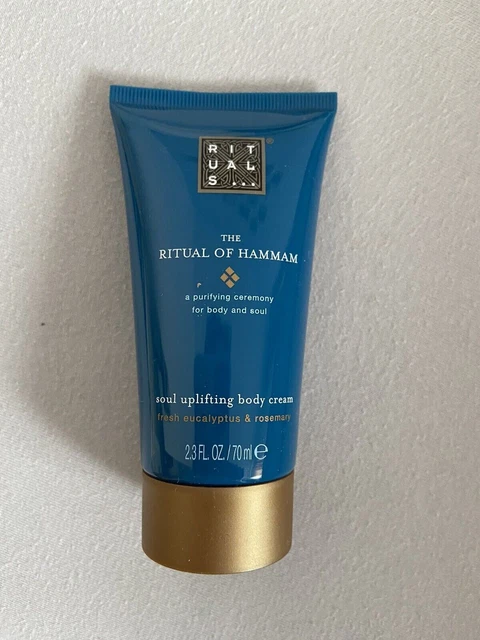 RIT
UAL
S...
®
THE
RITUAL OF HAMMAM
a purifying ceremony
for body and soul
soul uplifting body cream
fresh eucalyptus & rosemary
2.3 FL. OZ. / 70 ml ℮